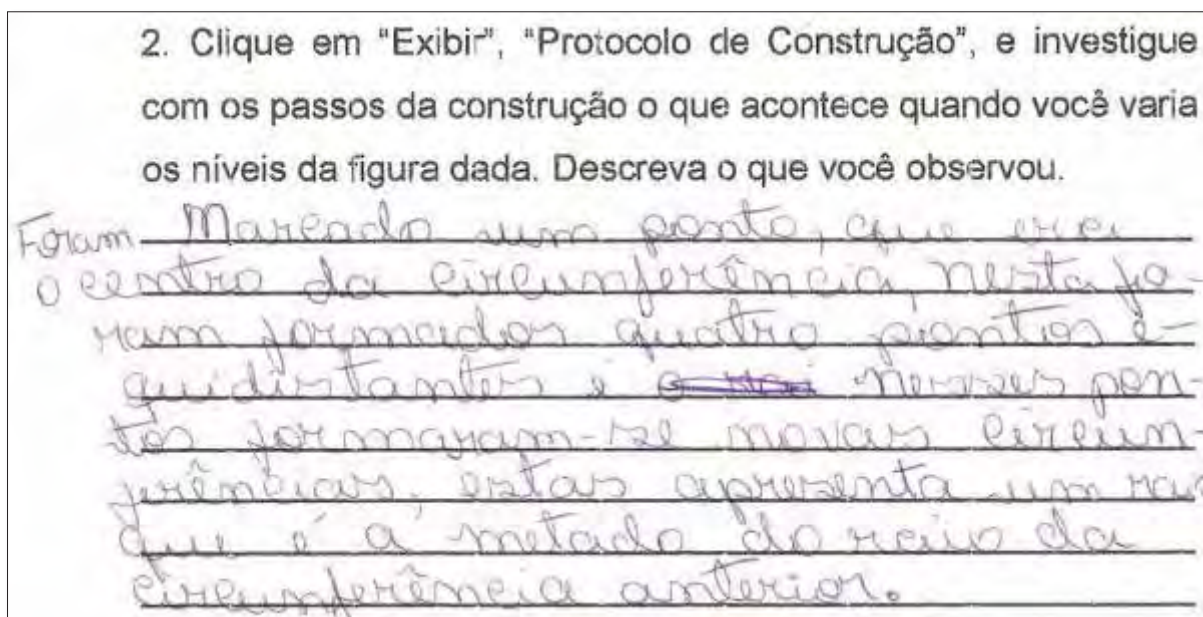 2. Clique em “Exibir”, “Protocolo de Construção”, e investigue
com os passos da construção o que acontece quando você varia
os níveis da figura dada. Descreva o que você observou.
Foram Marcado um ponto, que era
o centro da circunferência, nesta fo-
ram formados quatro pontos e-
quidistantes e nesses pon-
tos formaram-se novas circun-
ferências, estas apresenta um raio
que é a metade do raio da
circunferência anterior.